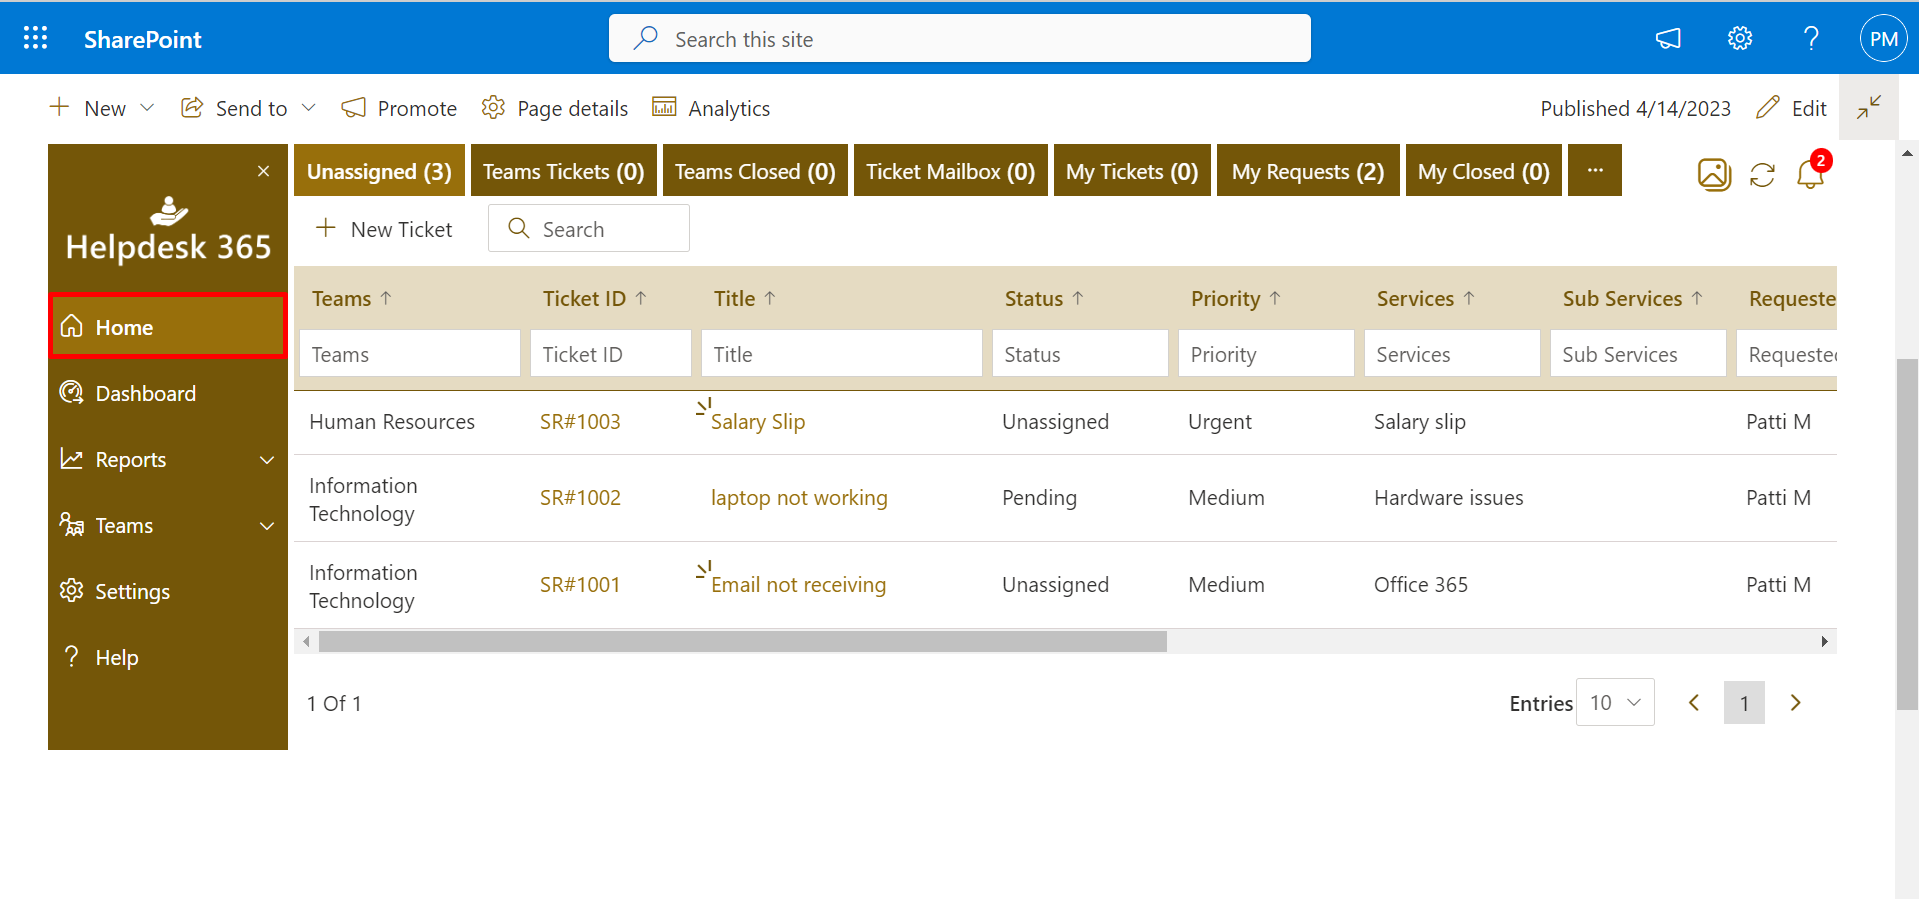 SharePoint
Search this site
PM
New
Send to
Promote
Page details
Analytics
Published 4/14/2023
Edit
Helpdesk 365
Home
Dashboard
Reports
Teams
Settings
Help
Unassigned (3)
Teams Tickets (0)
Teams Closed (0)
Ticket Mailbox (0)
My Tickets (0)
My Requests (2)
My Closed (0)
...
2
New Ticket
Search
Teams ↑ Ticket ID ↑ Title ↑ Status ↑ Priority ↑ Services ↑ Sub Services ↑ Requeste
Teams Ticket ID Title Status Priority Services Sub Services Requested
Human Resources SR#1003 Salary Slip Unassigned Urgent Salary slip Patti M
Information
Technology
SR#1002 laptop not working Pending Medium Hardware issues Patti M
Information
Technology
SR#1001 Email not receiving Unassigned Medium Office 365 Patti M
1 Of 1
Entries 10
1